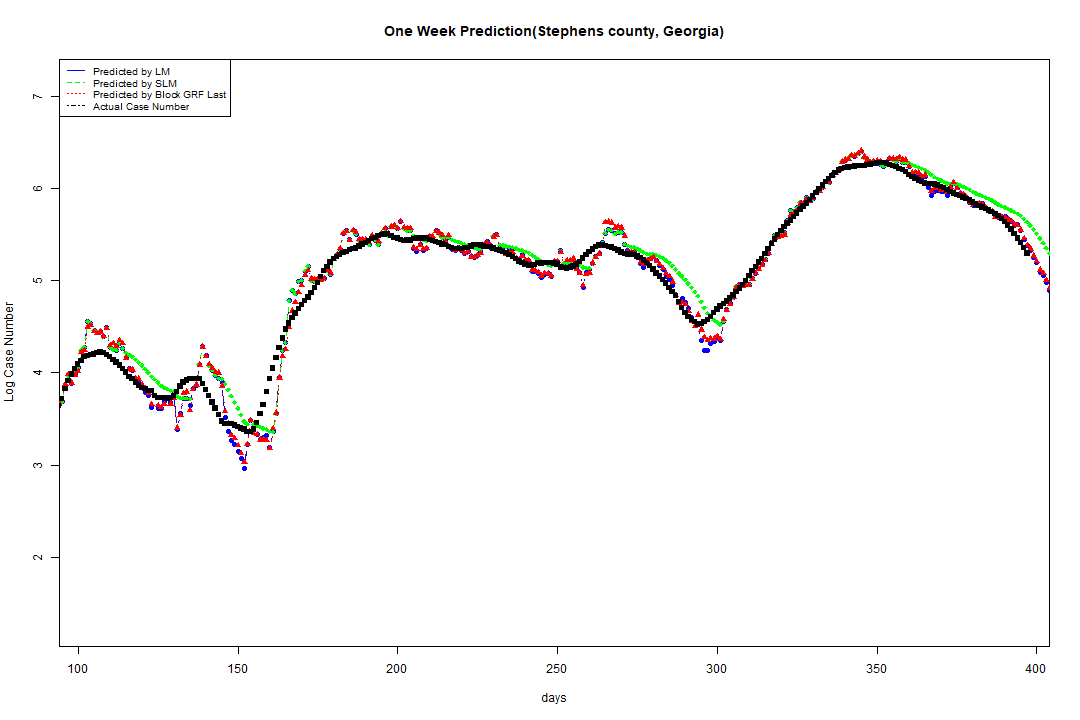 One Week Prediction(Stephens county, Georgia)
Predicted by LM
Predicted by SLM
Predicted by Block GRF Last
Actual Case Number
7
6
5
4
3
2
Log Case Number
100 150 200 250 300 350 400
days